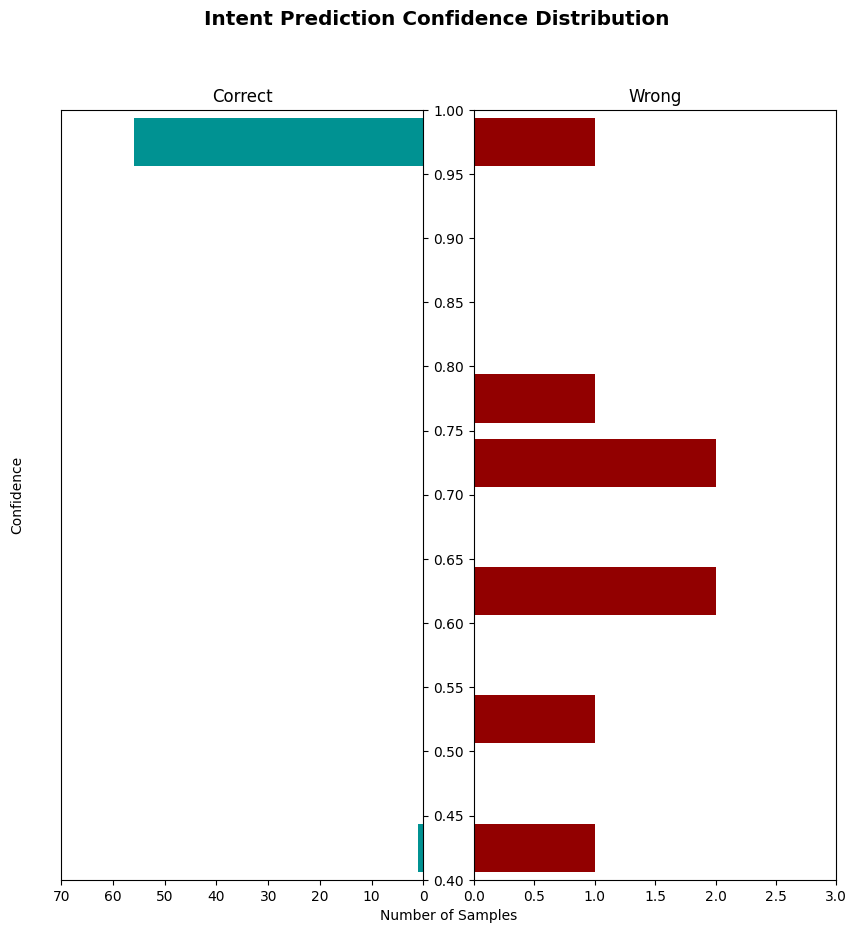 Intent Prediction Confidence Distribution
Correct
Wrong
1.00
0.95
0.90
0.85
0.80
0.75
0.70
0.65
0.60
0.55
0.50
0.45
0.40
Confidence
70 60 50 40 30 20 10 0
0.0 0.5 1.0 1.5 2.0 2.5 3.0
Number of Samples